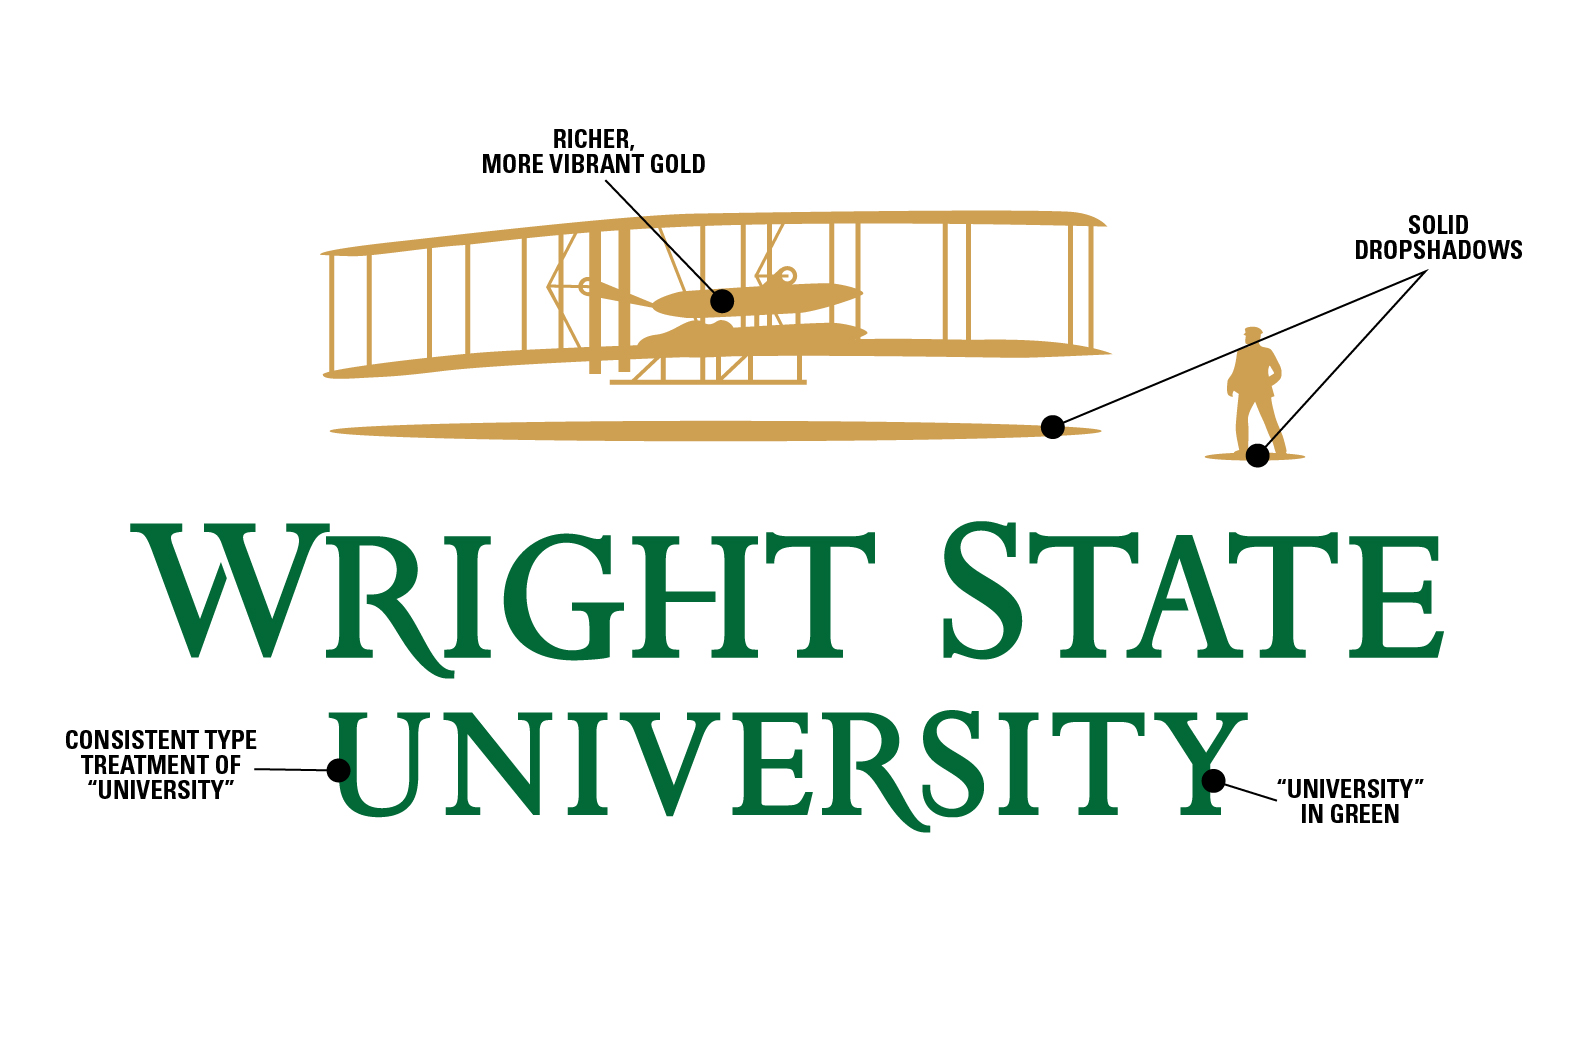 RICHER,
MORE VIBRANT GOLD
SOLID
DROPSHADOWS
WRIGHT STATE
UNIVERSITY
CONSISTENT TYPE
TREATMENT OF
“UNIVERSITY”
“UNIVERSITY”
IN GREEN